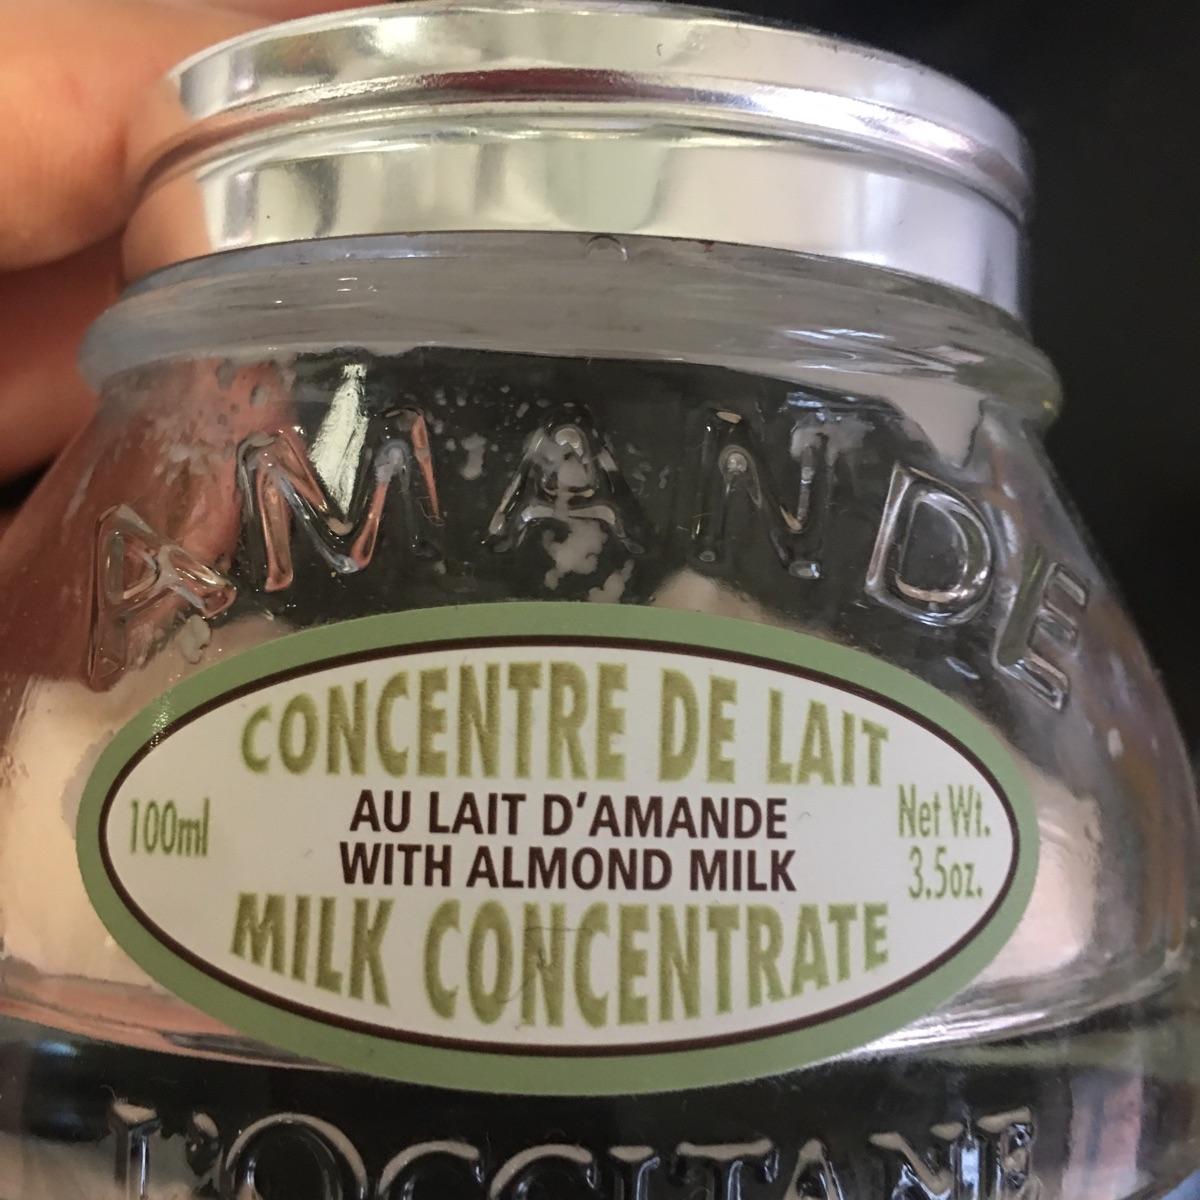 AMANDE
CONCENTRE DE LAIT
100ml
AU LAIT D'AMANDE
WITH ALMOND MILK
Net Wt.
3.5oz.
MILK CONCENTRATE
L'OCCITANE